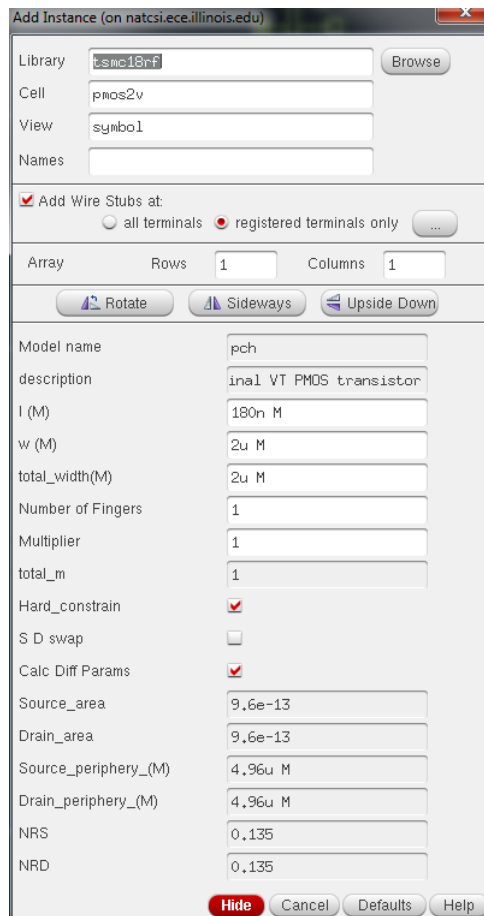 Add Instance (on natcsi.ece.illinois.edu)
Library tsmc18rf Browse
Cell pmos2v
View symbol
Names
Add Wire Stubs at:
all terminals registered terminals only ...
Array Rows 1 Columns 1
Rotate Sideways Upside Down
Model name pch
description inal VT PMOS transistor
l (M) 180n M
w (M) 2u M
total_width(M) 2u M
Number of Fingers 1
Multiplier 1
total_m 1
Hard_constrain
S D swap
Calc Diff Params
Source_area 9.6e-13
Drain_area 9.6e-13
Source_periphery_(M) 4.96u M
Drain_periphery_(M) 4.96u M
NRS 0.135
NRD 0.135
Hide Cancel Defaults Help